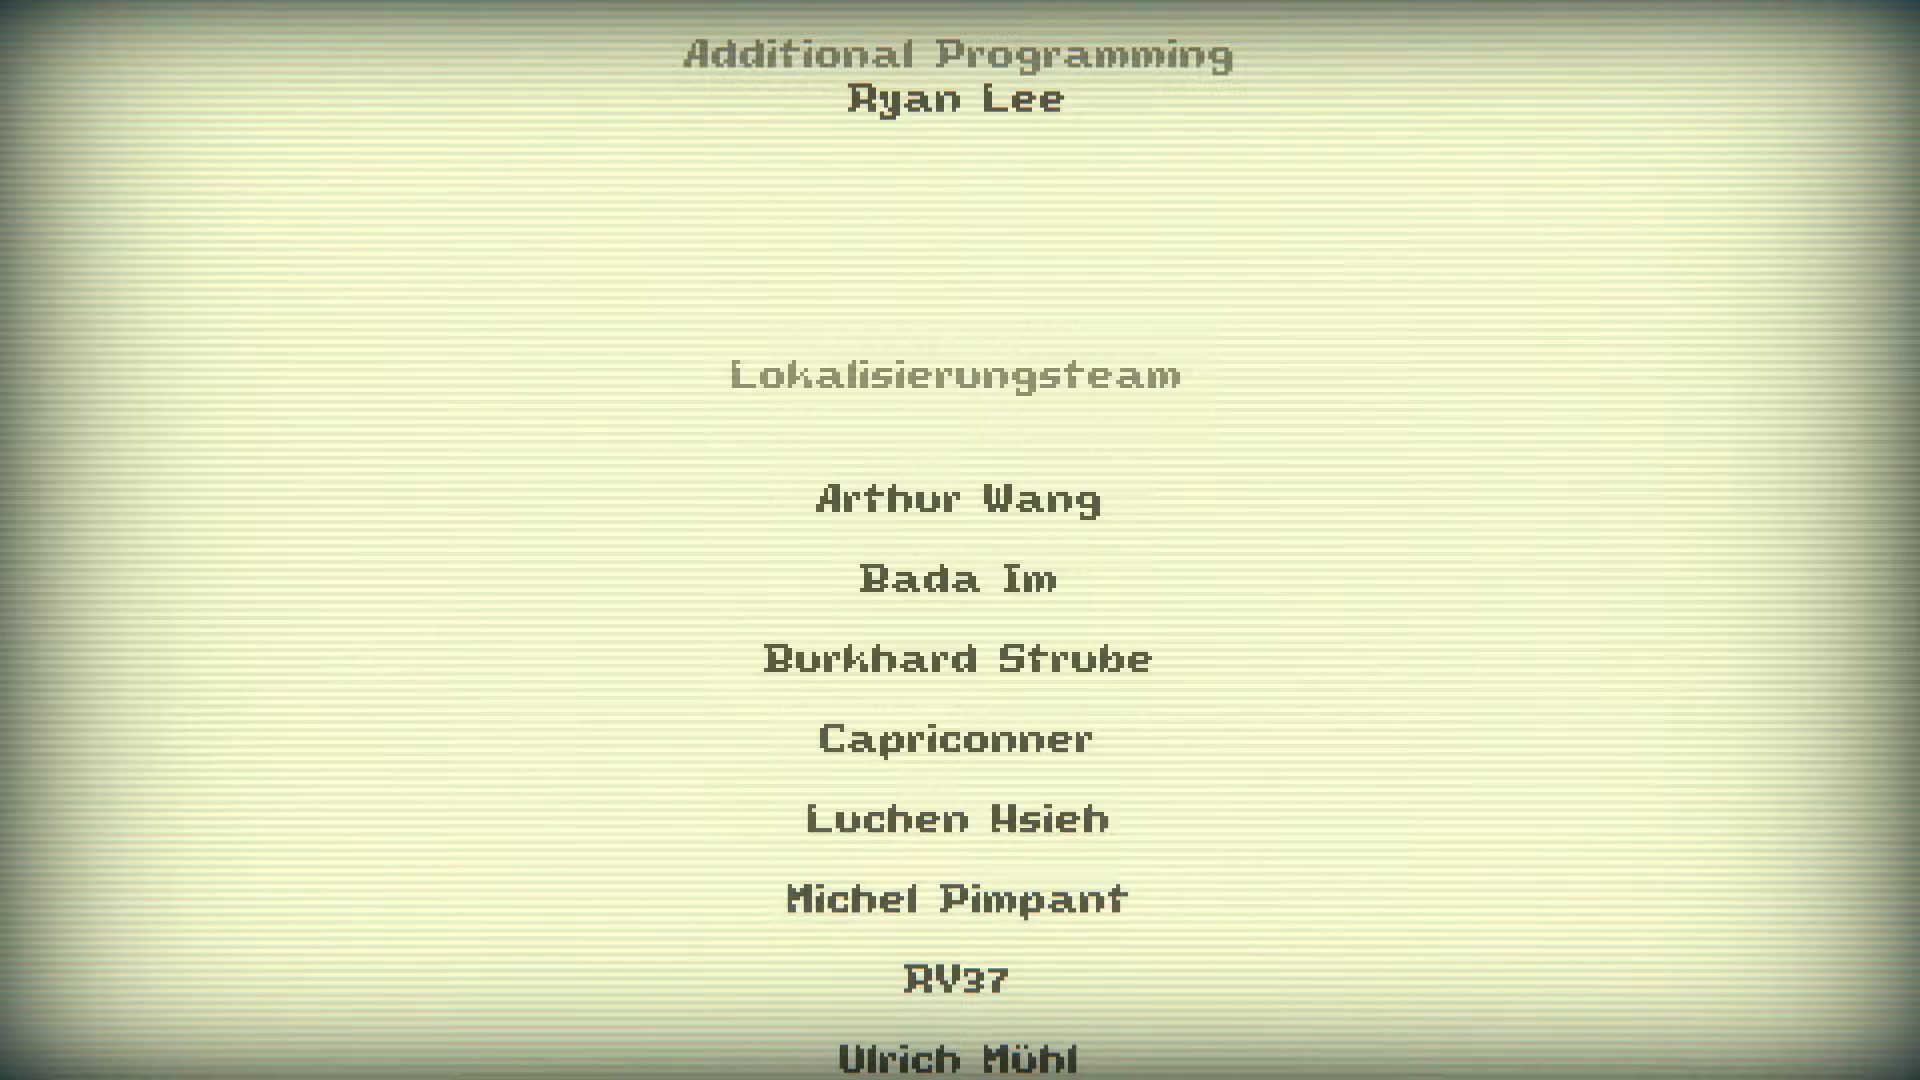 Additional Programming
Ryan Lee
Lokalisierungsteam
Arthur Wang
Bada Im
Burkhard Strube
Capriconner
Luchen Hsieh
Michel Pimpant
RV37
Ulrich Mühl